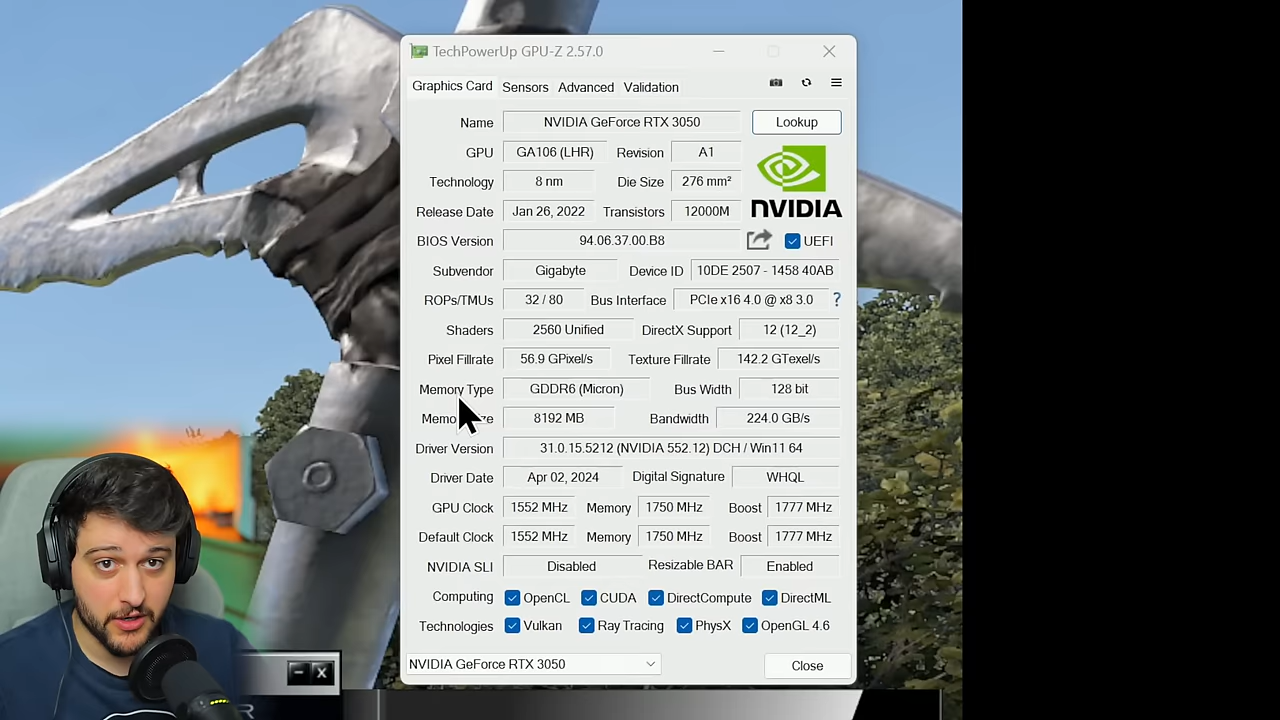 TechPowerUp GPU-Z 2.57.0
Graphics Card Sensors Advanced Validation
Name NVIDIA GeForce RTX 3050 Lookup
GPU GA106 (LHR) Revision A1
Technology 8 nm Die Size 276 mm²
Release Date Jan 26, 2022 Transistors 12000M
NVIDIA
BIOS Version 94.06.37.00.B8 UEFI
Subvendor Gigabyte Device ID 10DE 2507 - 1458 40AB
ROPs/TMUs 32 / 80 Bus Interface PCIe x16 4.0 @ x8 3.0 ?
Shaders 2560 Unified DirectX Support 12 (12_2)
Pixel Fillrate 56.9 GPixel/s Texture Fillrate 142.2 GTexel/s
Memory Type GDDR6 (Micron) Bus Width 128 bit
8192 MB Bandwidth 224.0 GB/s
Driver Version 31.0.15.5212 (NVIDIA 552.12) DCH / Win11 64
Driver Date Apr 02, 2024 Digital Signature WHQL
GPU Clock 1552 MHz Memory 1750 MHz Boost 1777 MHz
Default Clock 1552 MHz Memory 1750 MHz Boost 1777 MHz
NVIDIA SLI Disabled Resizable BAR Enabled
Computing OpenCL CUDA DirectCompute DirectML
Technologies Vulkan Ray Tracing PhysX OpenGL 4.6
NVIDIA GeForce RTX 3050 Close